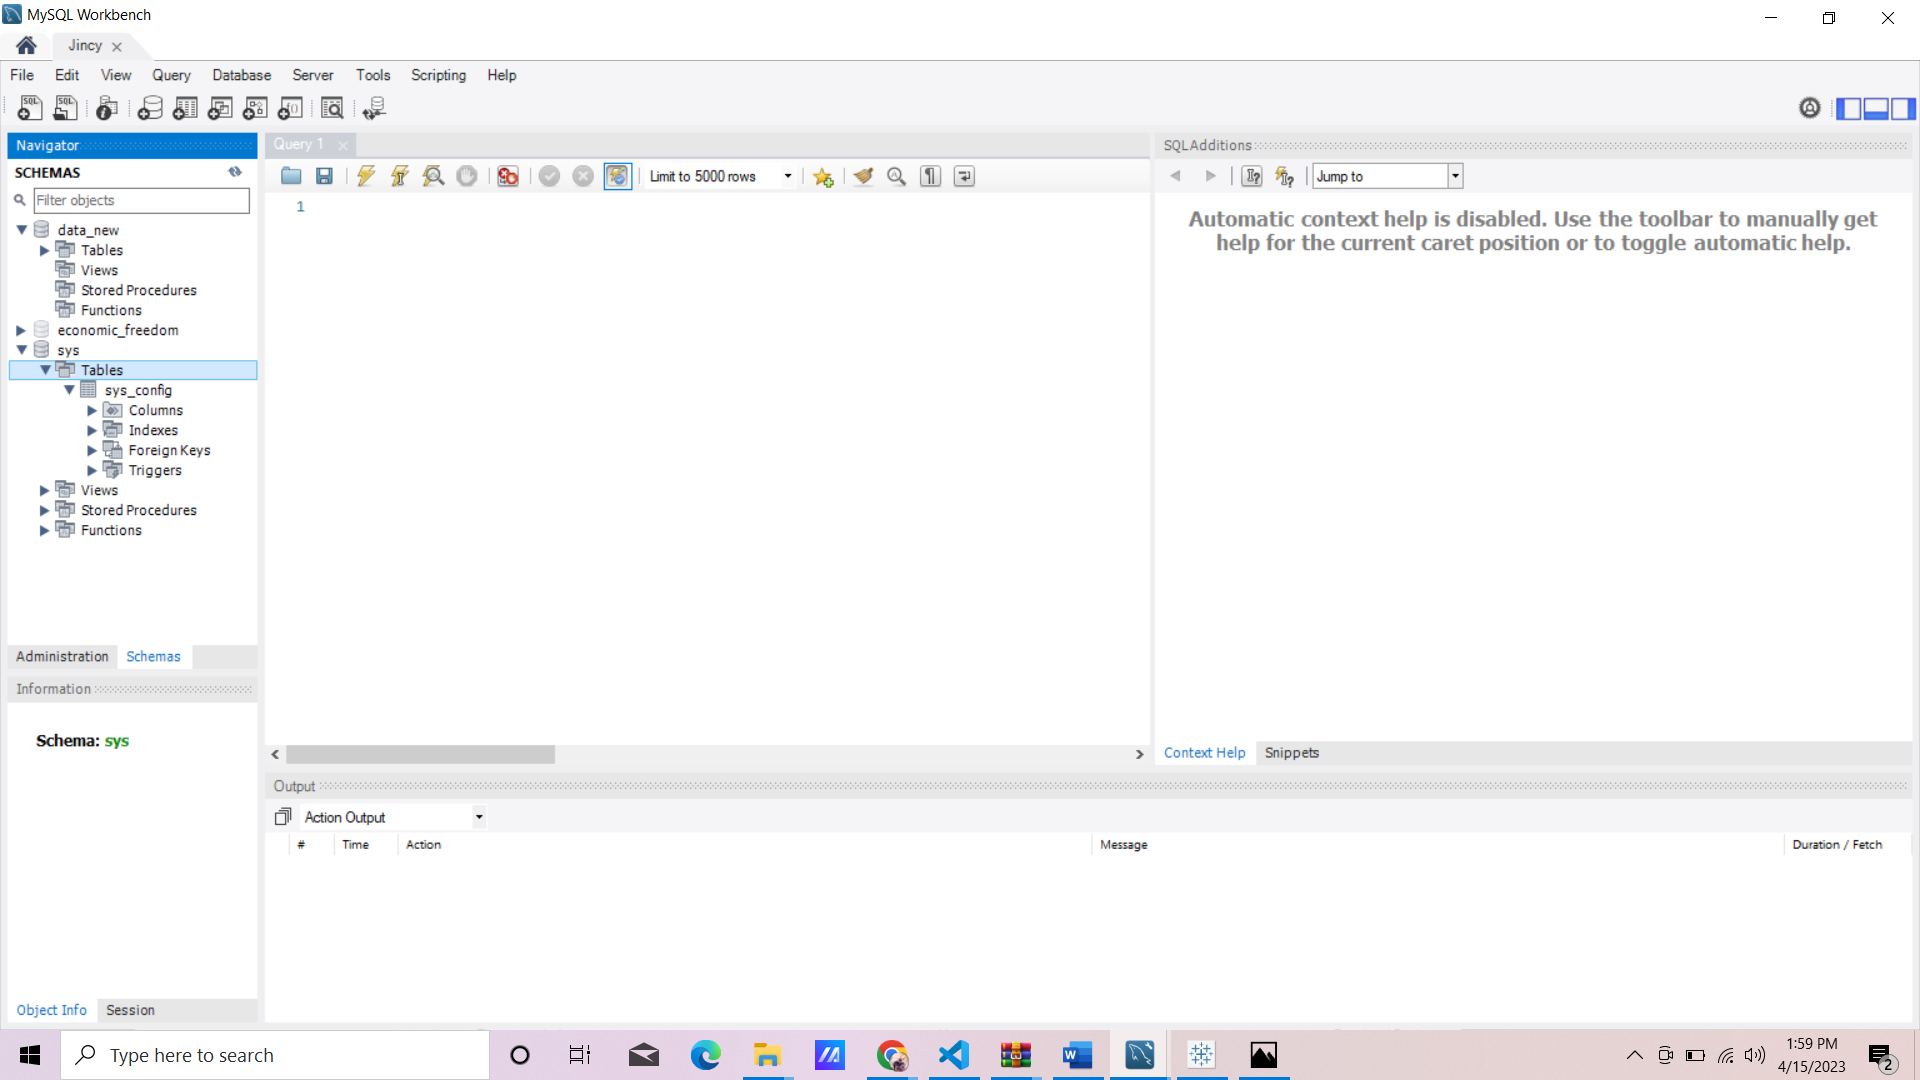 MySQL Workbench
Jincy
File Edit View Query Database Server Tools Scripting Help
Navigator
SCHEMAS
Filter objects
data_new
Tables
Views
Stored Procedures
Functions
economic_freedom
sys
Tables
sys_config
Columns
Indexes
Foreign Keys
Triggers
Views
Stored Procedures
Functions
Administration Schemas
Information
Schema: sys
Object Info Session
Query 1
Limit to 5000 rows
1
SQLAdditions
Jump to
Automatic context help is disabled. Use the toolbar to manually get
help for the current caret position or to toggle automatic help.
Context Help Snippets
Output
Action Output
# Time Action Message Duration / Fetch
Type here to search
1:59 PM
4/15/2023
2